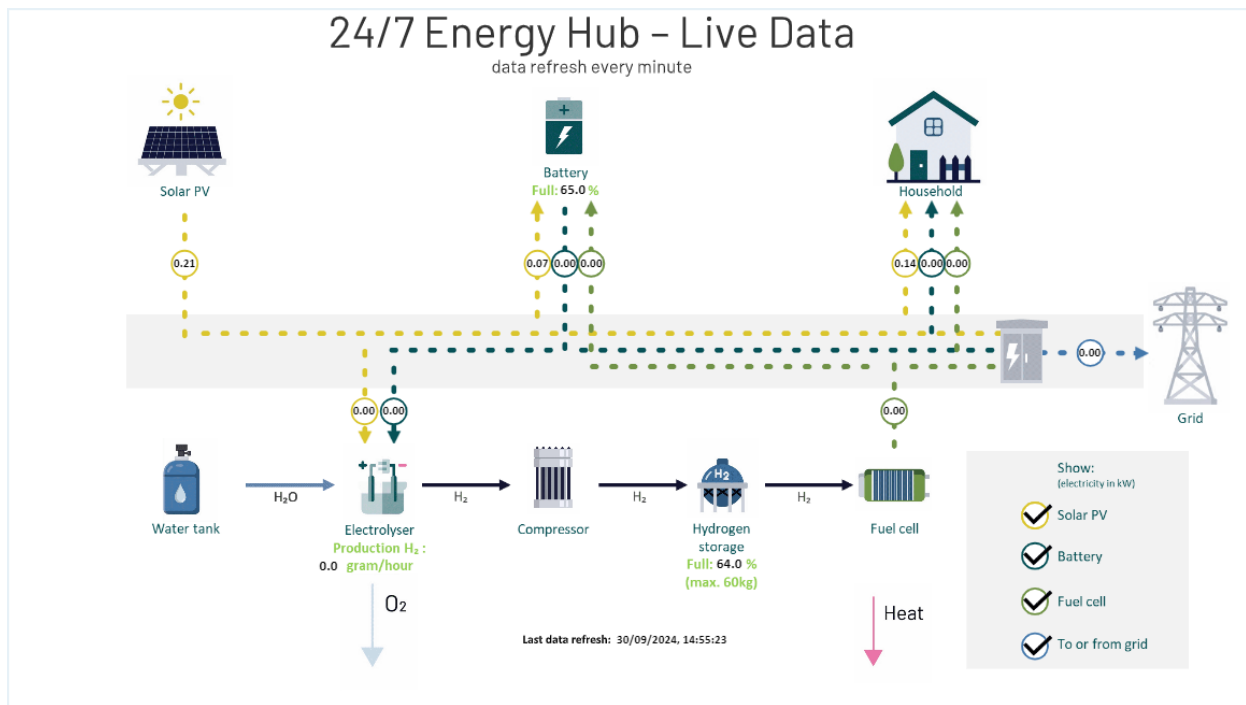 24/7 Energy Hub – Live Data
data refresh every minute
Solar PV
Battery
Full: 65.0 %
Household
0.21
0.07
0.00
0.00
0.14
0.00
0.00
0.00
Grid
0.00
0.00
0.00
Water tank
H₂O
Electrolyser
Production H₂ :
0.0 gram/hour
H₂
Compressor
H₂
H2
Hydrogen
storage
Full: 64.0 %
(max. 60kg)
H₂
Fuel cell
O₂
Heat
Last data refresh: 30/09/2024, 14:55:23
Show:
(electricity in kW)
Solar PV
Battery
Fuel cell
To or from grid